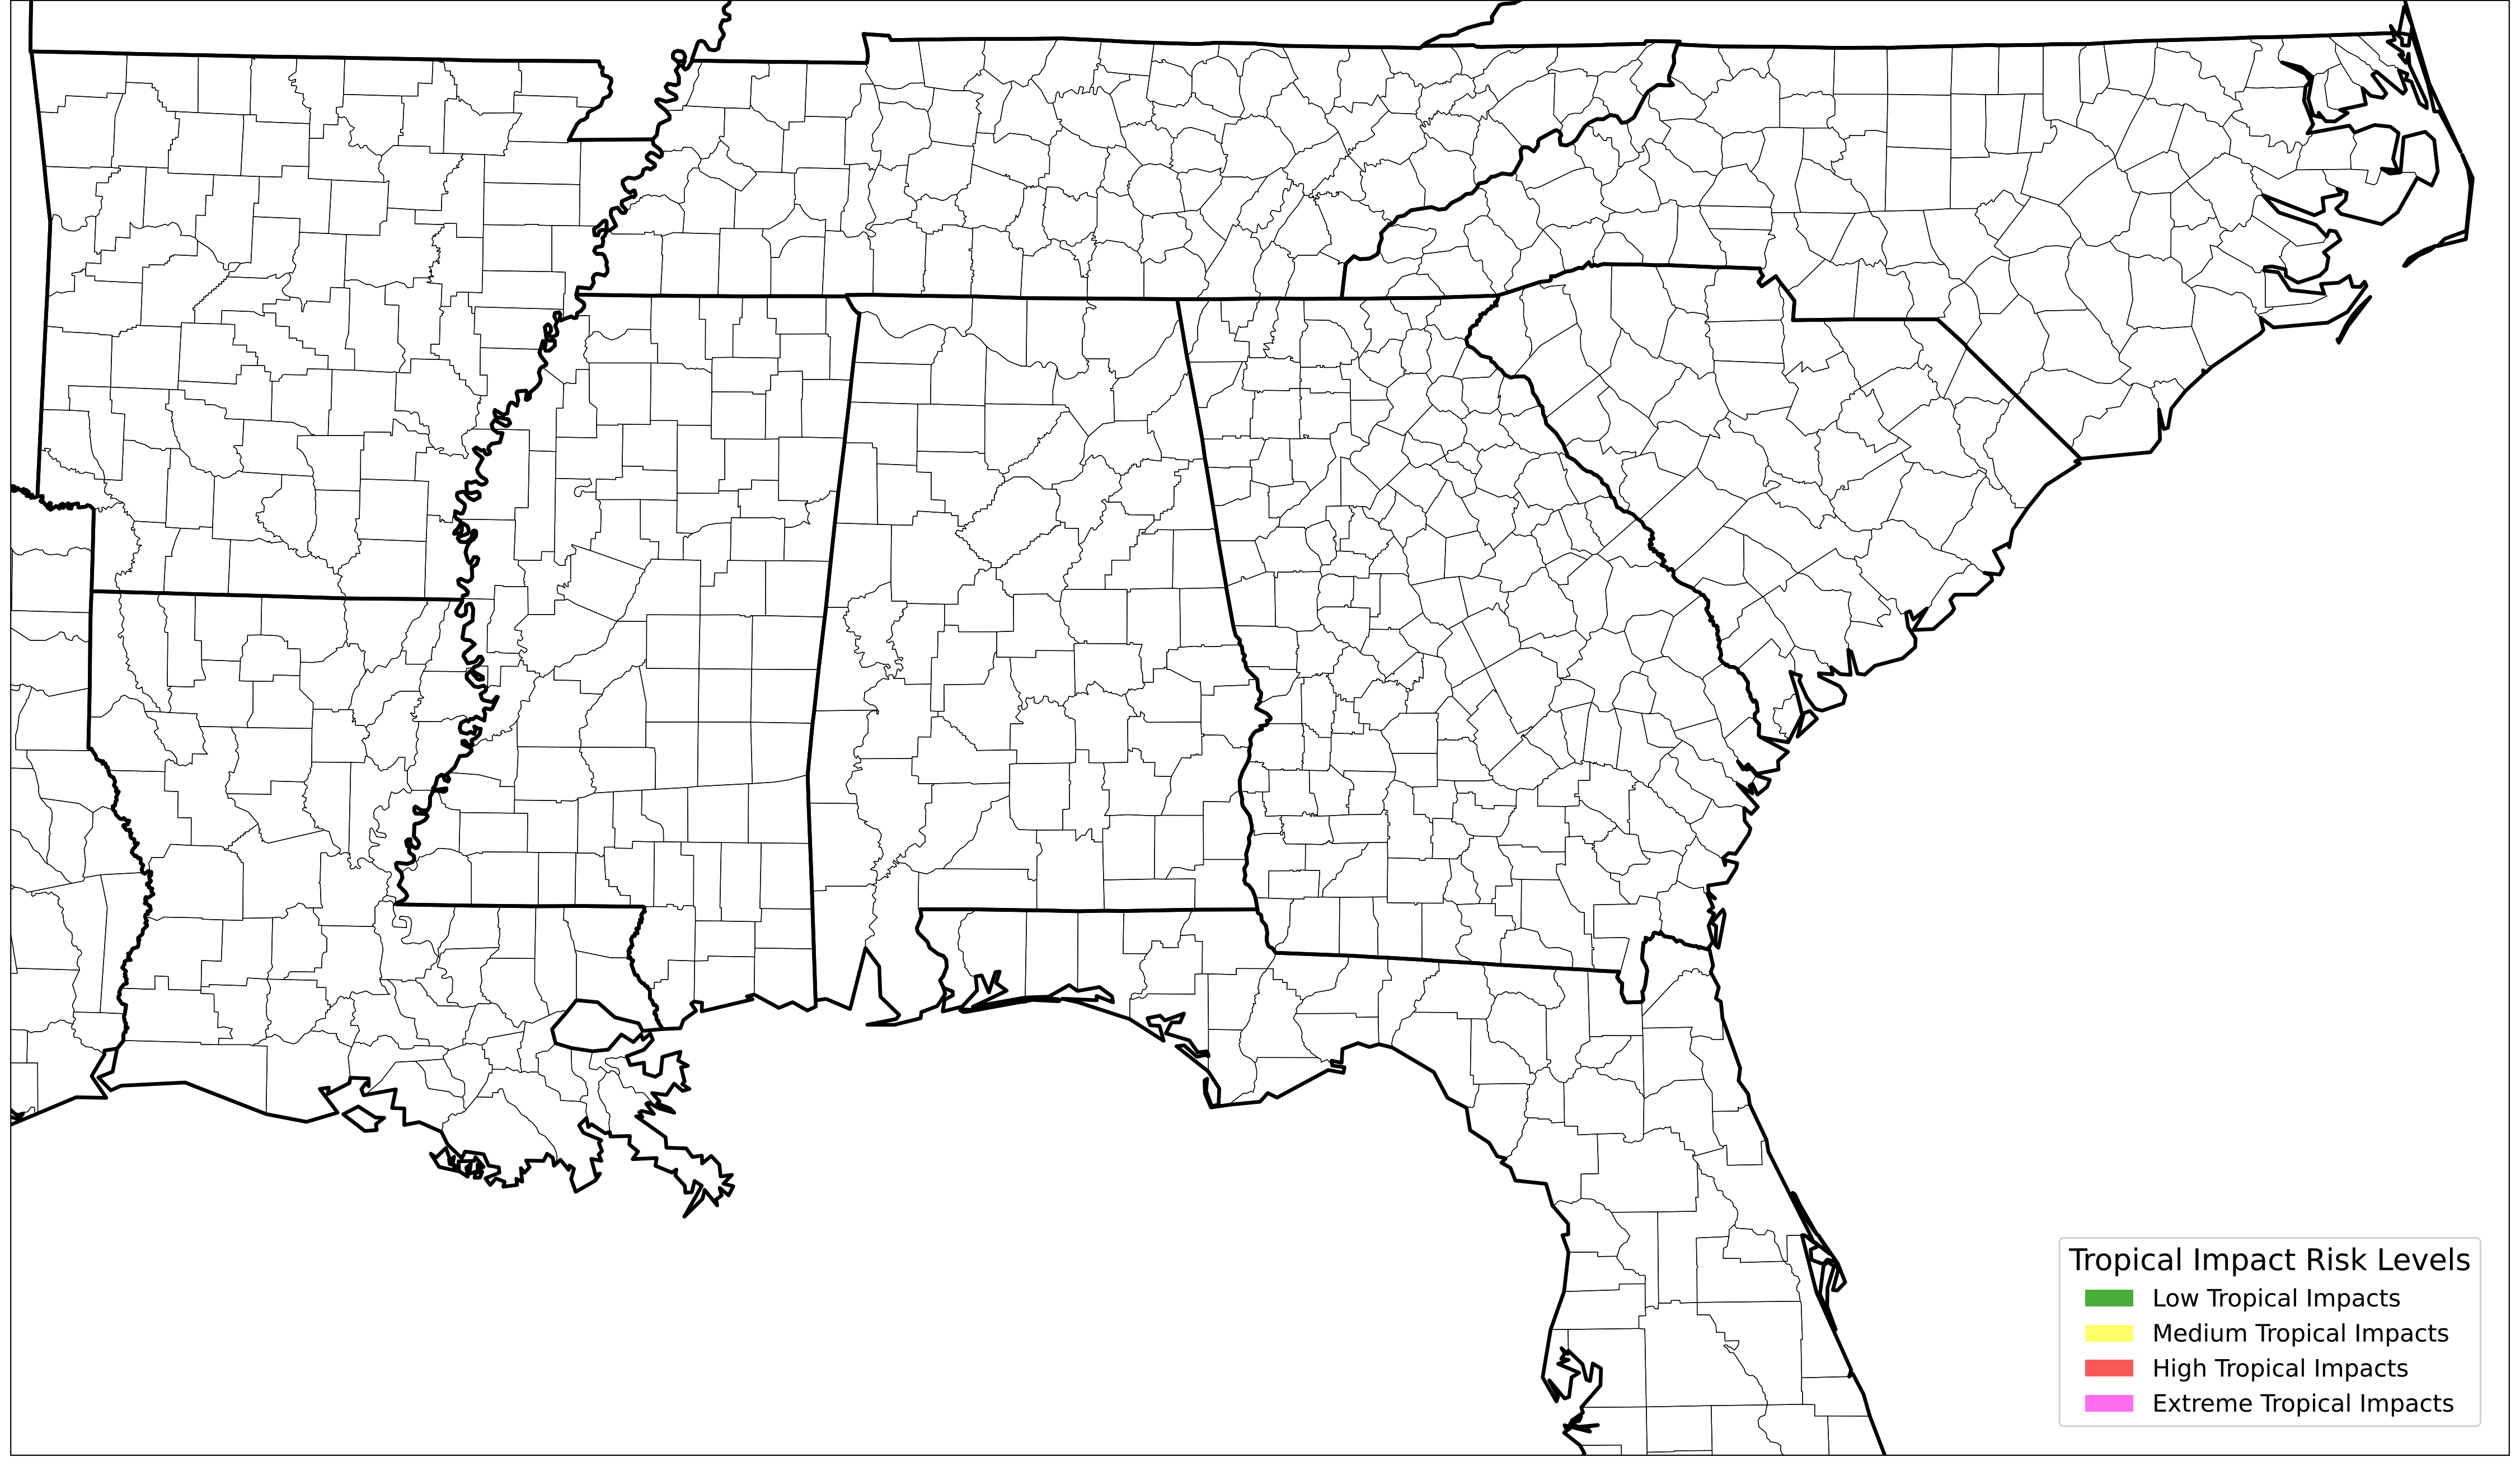 Tropical Impact Risk Levels
Low Tropical Impacts
Medium Tropical Impacts
High Tropical Impacts
Extreme Tropical Impacts